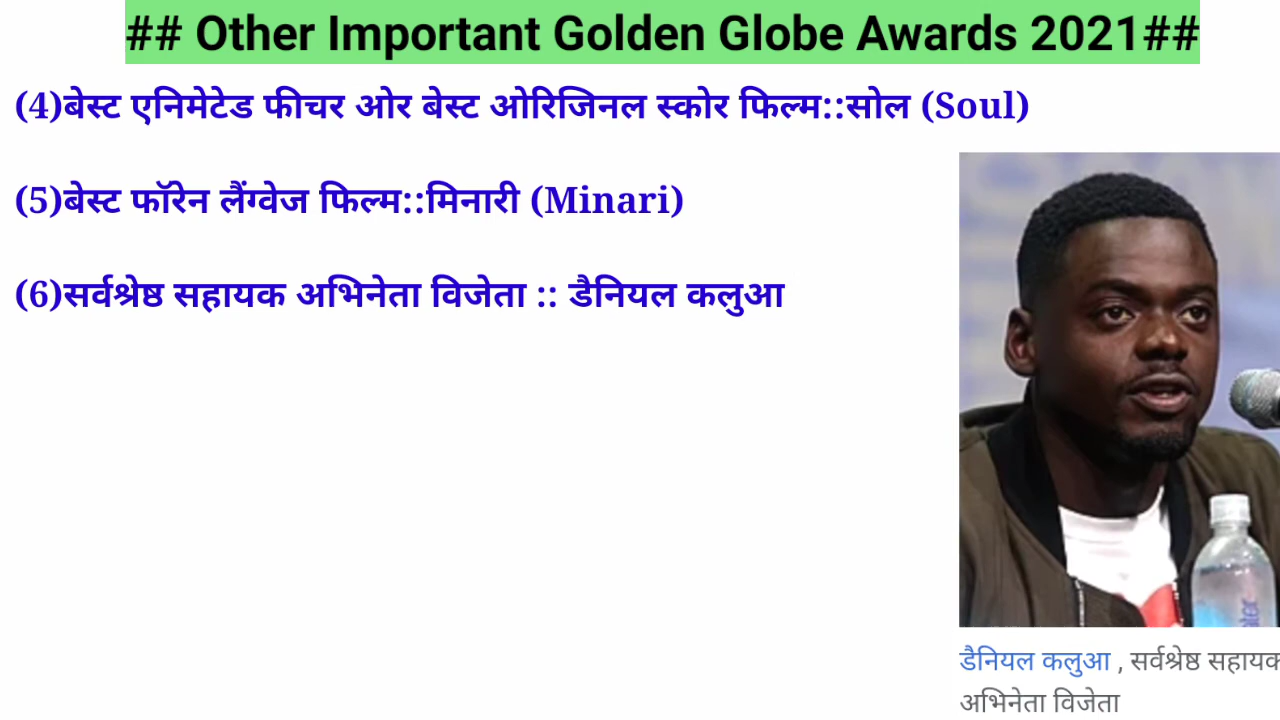 ## Other Important Golden Globe Awards 2021##
(4)बेस्ट एनिमेटेड फीचर ओर बेस्ट ओरिजिनल स्कोर फिल्म::सोल (Soul)
(5)बेस्ट फॉरेन लैंग्वेज फिल्म::मिनारी (Minari)
(6)सर्वश्रेष्ठ सहायक अभिनेता विजेता :: डैनियल कलुआ
डैनियल कलुआ , सर्वश्रेष्ठ सहायक
अभिनेता विजेता